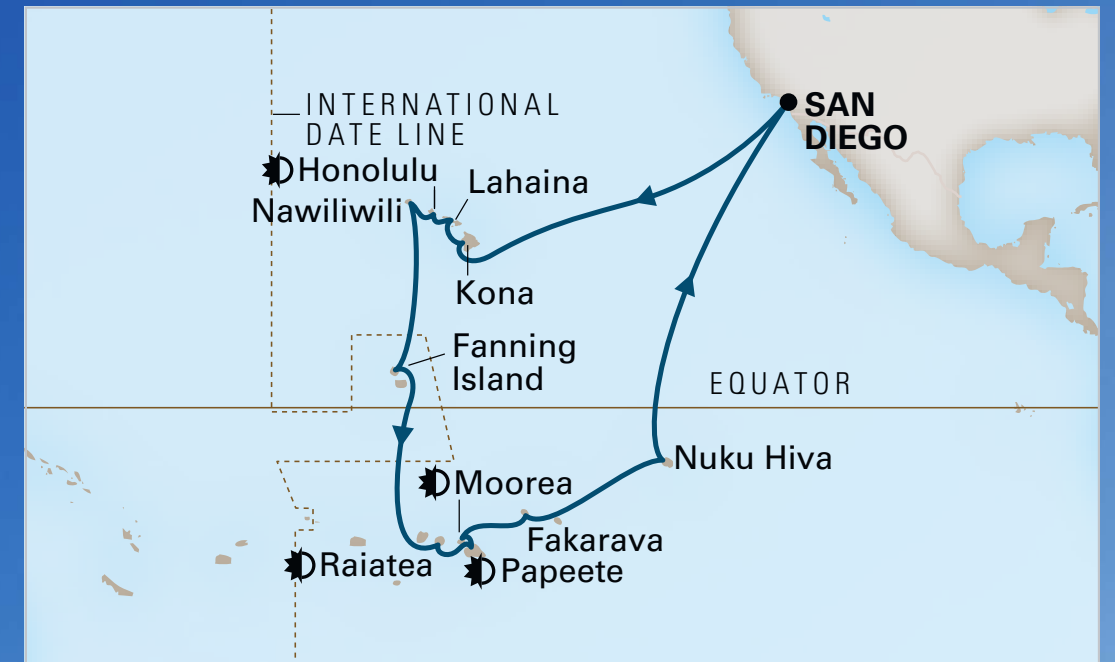 INTERNATIONAL
DATE LINE
SAN
DIEGO
Honolulu
Lahaina
Nawiliwili
Kona
Fanning
Island
EQUATOR
Nuku Hiva
Moorea
Fakarava
Raiatea
Papeete